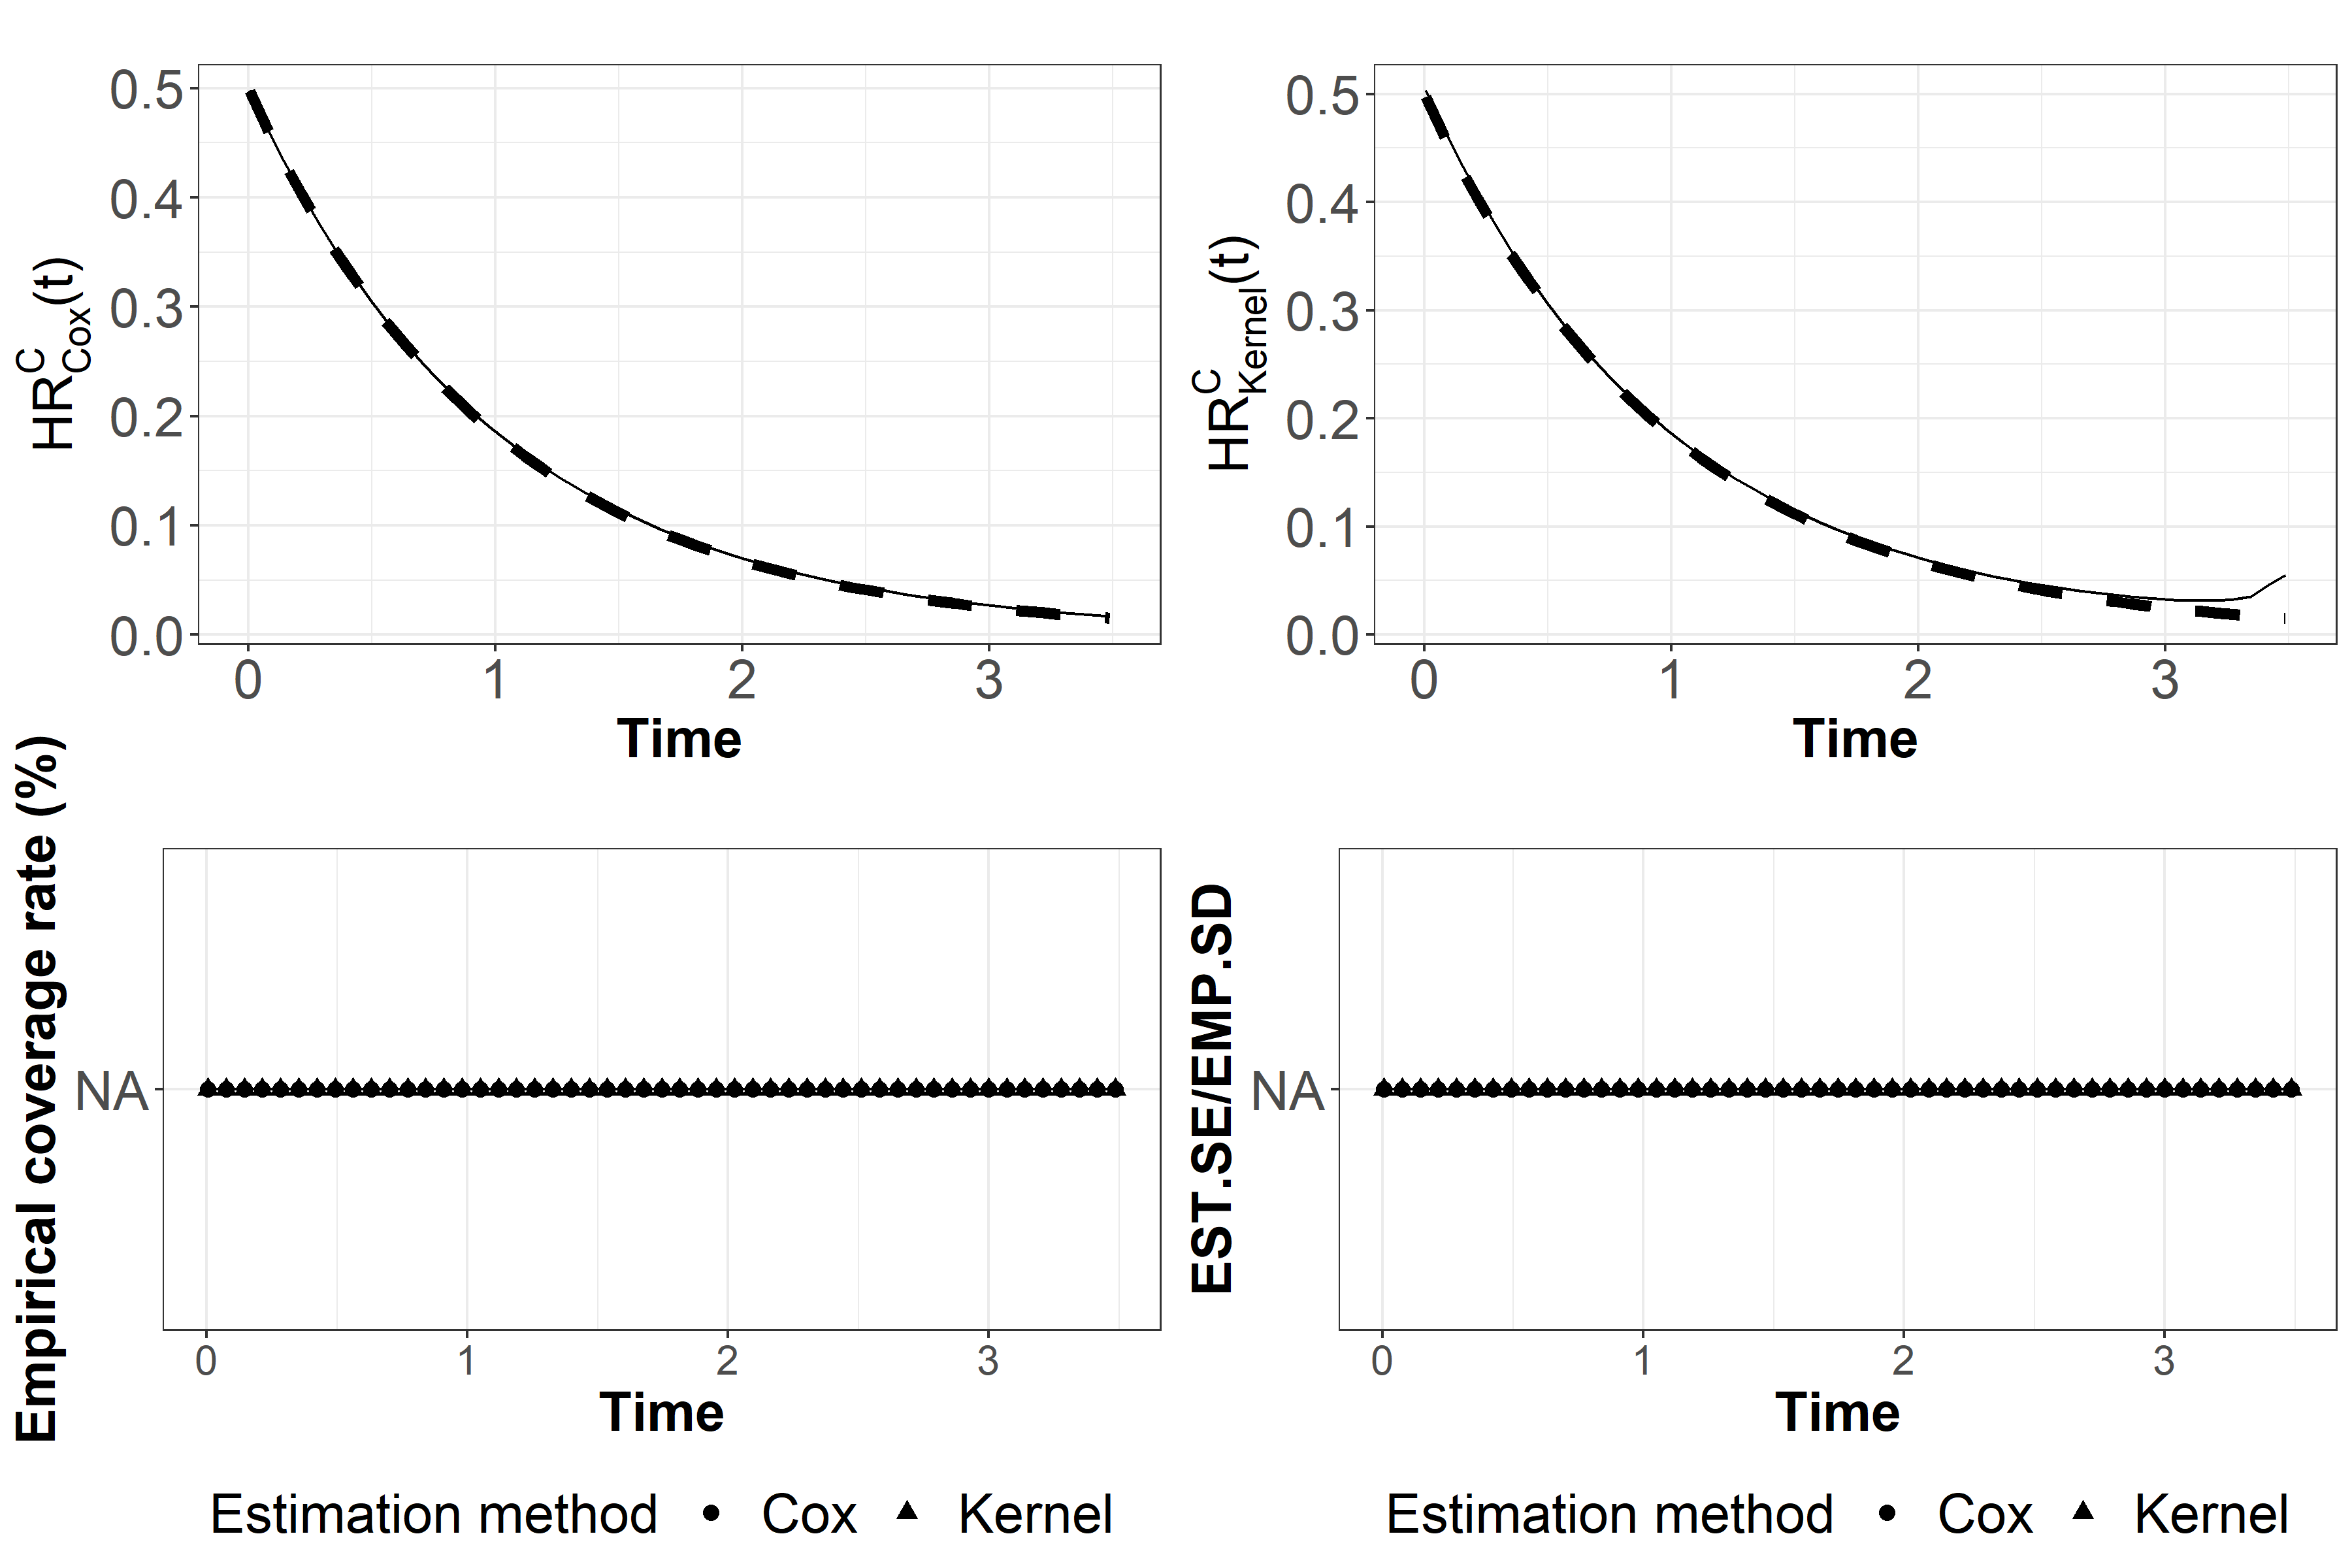 HR^C_Cox(t)
0.5
0.4
0.3
0.2
0.1
0.0
0 1 2 3
Time
HR^C_Kernel(t)
0.5
0.4
0.3
0.2
0.1
0.0
0 1 2 3
Time
Empirical coverage rate (%)
NA
0 1 2 3
Time
Estimation method Cox Kernel
EST.SE/EMP.SD
NA
0 1 2 3
Time
Estimation method Cox Kernel